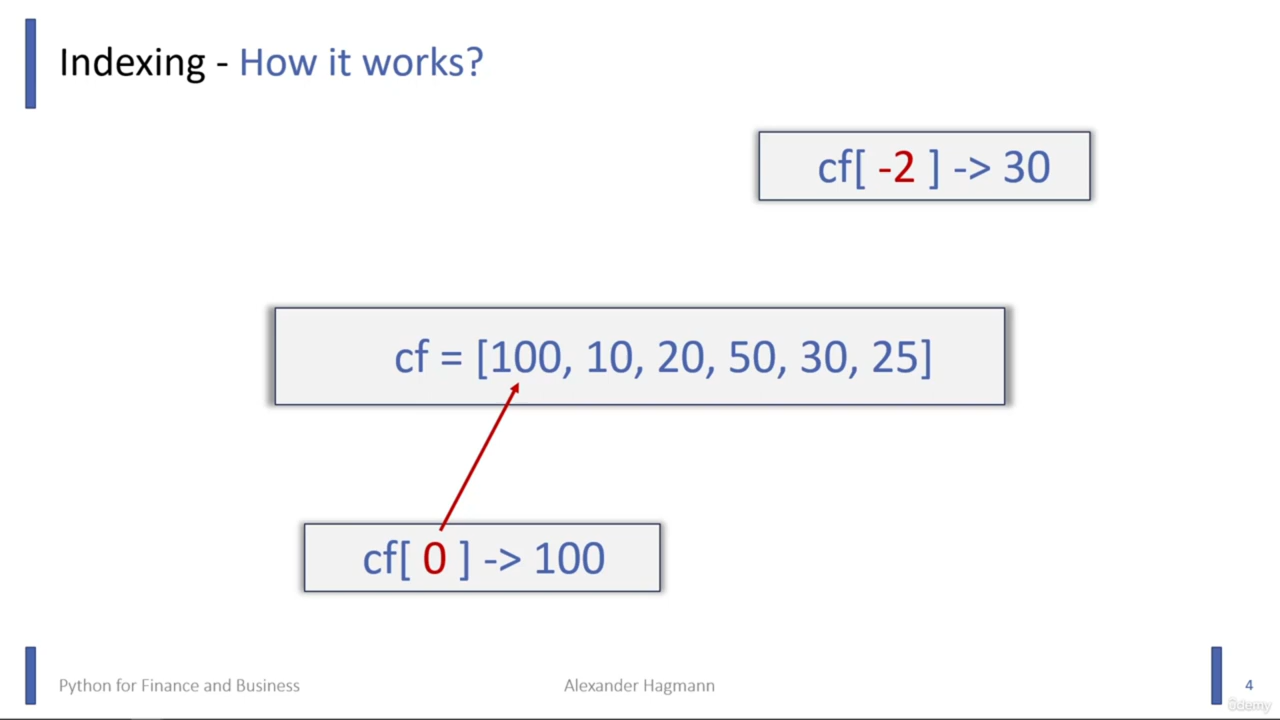 Indexing - How it works?
cf[ -2 ] -> 30
cf = [100, 10, 20, 50, 30, 25]
cf[ 0 ] -> 100
Python for Finance and Business
Alexander Hagmann
4
ûdemy